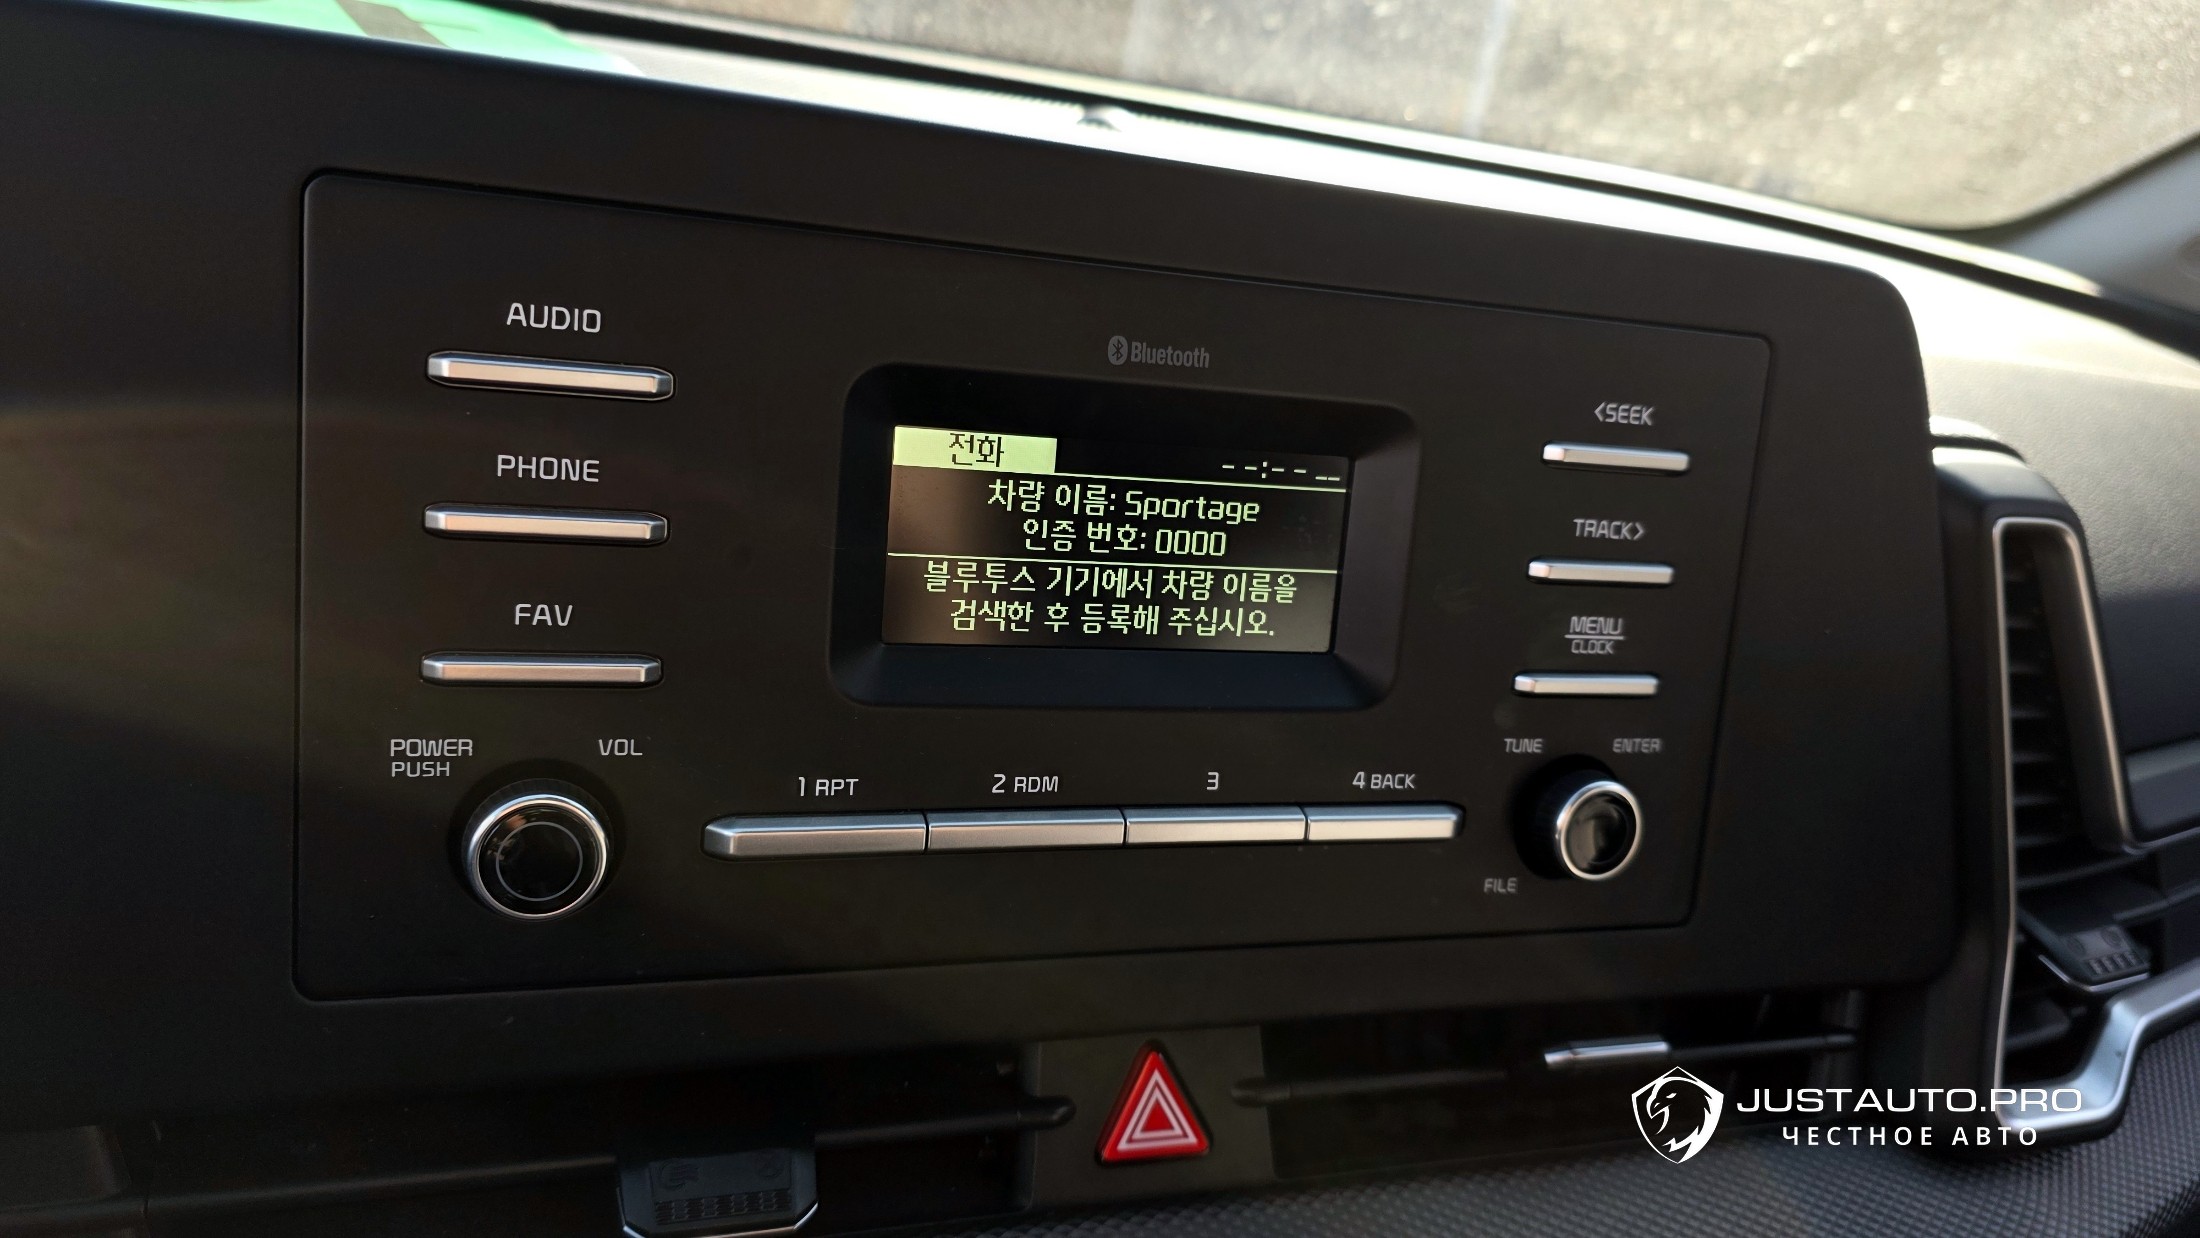 AUDIO
Bluetooth
<SEEK
PHONE
전화
--:-- --
차량 이름: Sportage
인증 번호: 0000
블루투스 기기에서 차량 이름을
검색한 후 등록해 주십시오.
TRACK>
FAV
MENU
CLOCK
POWER
PUSH
VOL
1 RPT
2 RDM
3
4 BACK
TUNE
ENTER
FILE
JUSTAUTO.PRO
ЧЕСТНОЕ АВТО